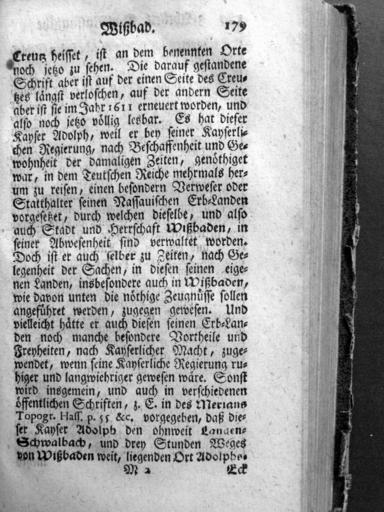 Wißbad. 179
Creutz heisset, ist an dem benennten Orte
noch jetzo zu sehen. Die darauf gestandene
Schrift aber ist auf der einen Seite des Creu-
tzes längst verloschen, auf der andern Seite
aber ist sie im Jahr 1611 erneuert worden, und
also noch jetzo völlig lesbar. Es hat dieser
Kayser Adolph, weil er bey seiner Kayserli-
chen Regierung, nach Beschaffenheit und Ge-
wohnheit der damaligen Zeiten, genöthiget
war, in dem Teutschen Reiche mehrmals her-
um zu reisen, einen besondern Verweser oder
Statthalter seinen Nassauischen Erb-Landen
vorgesetzet, durch welchen dieselbe, und also
auch Stadt und Herrschaft Wißbaden, in
seiner Abwesenheit sind verwaltet worden.
Doch ist er auch selber zu Zeiten, nach Ge-
legenheit der Sachen, in diesen seinen eige-
nen Landen, insbesondere auch in Wißbaden,
wie davon unten die nöthige Zeugnüsse sollen
angeführet werden, zugegen gewesen. Und
vielleicht hätte er auch diesen seinen Erb-Lan-
den noch manche besondere Vortheile und
Freyheiten, nach Kayserlicher Macht, zuge-
wendet, wenn seine Kayserliche Regierung ru-
higer und langwiehriger gewesen wäre. Sonst
wird insgemein, und auch in verschiedenen
öffentlichen Schriften, z. E. in des Merians
Topogr. Hass. p. 55 &c. vorgegeben, daß die-
ser Kayser Adolph den ohnweit Langen-
Schwalbach, und drey Stunden Weges
von Wißbaden weit, liegenden Ort Adolphs-
M 2 Eck